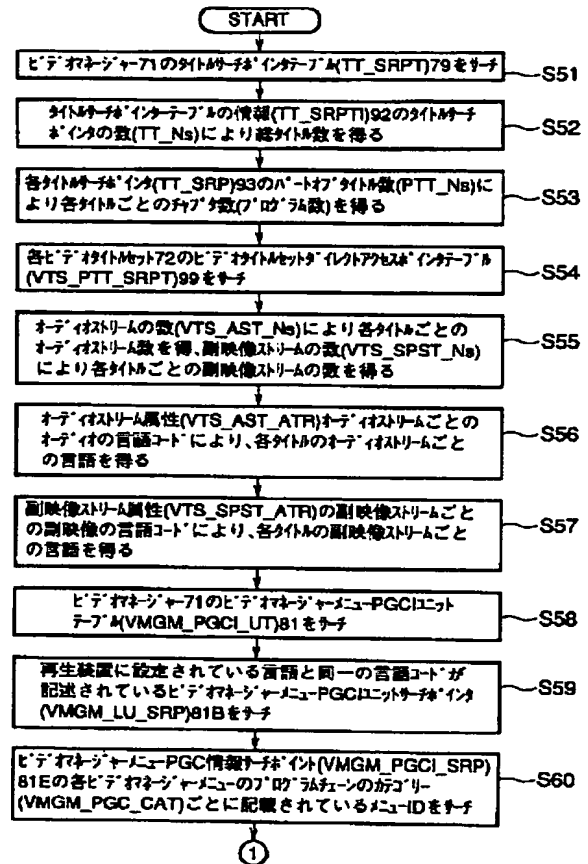 START
ﾋﾞﾃﾞｵﾏﾈｰｼﾞｬｰ71のﾀｲﾄﾙｻｰﾁﾎﾟｲﾝﾀﾃｰﾌﾞﾙ(TT_SRPT)79をｻｰﾁ
S51
ﾀｲﾄﾙｻｰﾁﾎﾟｲﾝﾀｰﾃｰﾌﾞﾙの情報(TT_SRPTI)92のﾀｲﾄﾙｻｰﾁ
ﾎﾟｲﾝﾀの数(TT_Ns)により総ﾀｲﾄﾙ数を得る
S52
各ﾀｲﾄﾙｻｰﾁﾎﾟｲﾝﾀ(TT_SRP)93のﾊﾟｰﾄｵﾌﾞﾀｲﾄﾙ数(PTT_Ns)に
より各ﾀｲﾄﾙごとのﾁｬﾌﾟﾀ数(ﾌﾟﾛｸﾞﾗﾑ数)を得る
S53
各ﾋﾞﾃﾞｵﾀｲﾄﾙｾｯﾄ72のﾋﾞﾃﾞｵﾀｲﾄﾙｾｯﾄﾀﾞｲﾚｸﾄｱｸｾｽﾎﾟｲﾝﾀﾃｰﾌﾞﾙ
(VTS_PTT_SRPT)99をｻｰﾁ
S54
ｵｰﾃﾞｨｵｽﾄﾘｰﾑの数(VTS_AST_Ns)により各ﾀｲﾄﾙごとの
ｵｰﾃﾞｨｵｽﾄﾘｰﾑ数を得、副映像ｽﾄﾘｰﾑの数(VTS_SPST_Ns)
により各ﾀｲﾄﾙごとの副映像ｽﾄﾘｰﾑの数を得る
S55
ｵｰﾃﾞｨｵｽﾄﾘｰﾑ属性(VTS_AST_ATR)ｵｰﾃﾞｨｵｽﾄﾘｰﾑごとの
ｵｰﾃﾞｨｵの言語ｺｰﾄﾞにより、各ﾀｲﾄﾙのｵｰﾃﾞｨｵｽﾄﾘｰﾑごと
の言語を得る
S56
副映像ｽﾄﾘｰﾑ属性(VTS_SPST_ATR)の副映像ｽﾄﾘｰﾑごと
の副映像の言語ｺｰﾄﾞにより、各ﾀｲﾄﾙの副映像ｽﾄﾘｰﾑごと
の言語を得る
S57
ﾋﾞﾃﾞｵﾏﾈｰｼﾞｬｰ71のﾋﾞﾃﾞｵﾏﾈｰｼﾞｬｰﾒﾆｭｰPGCIﾕﾆｯﾄ
ﾃｰﾌﾞﾙ(VMGM_PGCI_UT)81をｻｰﾁ
S58
再生装置に設定されている言語と同一の言語ｺｰﾄﾞが
記述されているﾋﾞﾃﾞｵﾏﾈｰｼﾞｬｰﾒﾆｭｰPGCIﾕﾆｯﾄｻｰﾁﾎﾟｲﾝﾀ
(VMGM_LU_SRP)81Bをｻｰﾁ
S59
ﾋﾞﾃﾞｵﾏﾈｰｼﾞｬｰﾒﾆｭｰPGC情報ｻｰﾁﾎﾟｲﾝﾄ(VMGM_PGCI_SRP)
81Eの各ﾋﾞﾃﾞｵﾏﾈｰｼﾞｬｰﾒﾆｭｰのﾌﾟﾛｸﾞﾗﾑﾁｪｰﾝのｶﾃｺﾞﾘｰ
(VMGM_PGC_CAT)ごとに記載されているﾒﾆｭｰIDをｻｰﾁ
S60
1